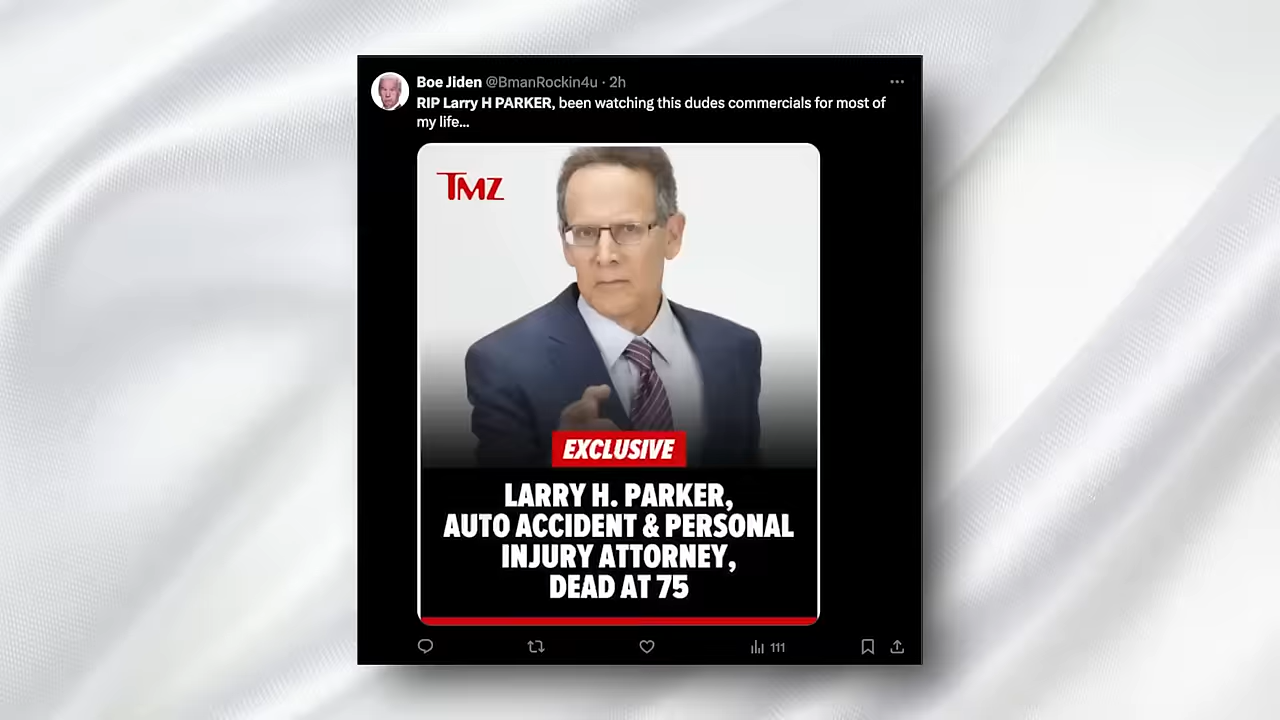 Boe Jiden @BmanRockin4u · 2h
RIP Larry H PARKER, been watching this dudes commercials for most of
my life...
TMZ
EXCLUSIVE
LARRY H. PARKER,
AUTO ACCIDENT & PERSONAL
INJURY ATTORNEY,
DEAD AT 75
111